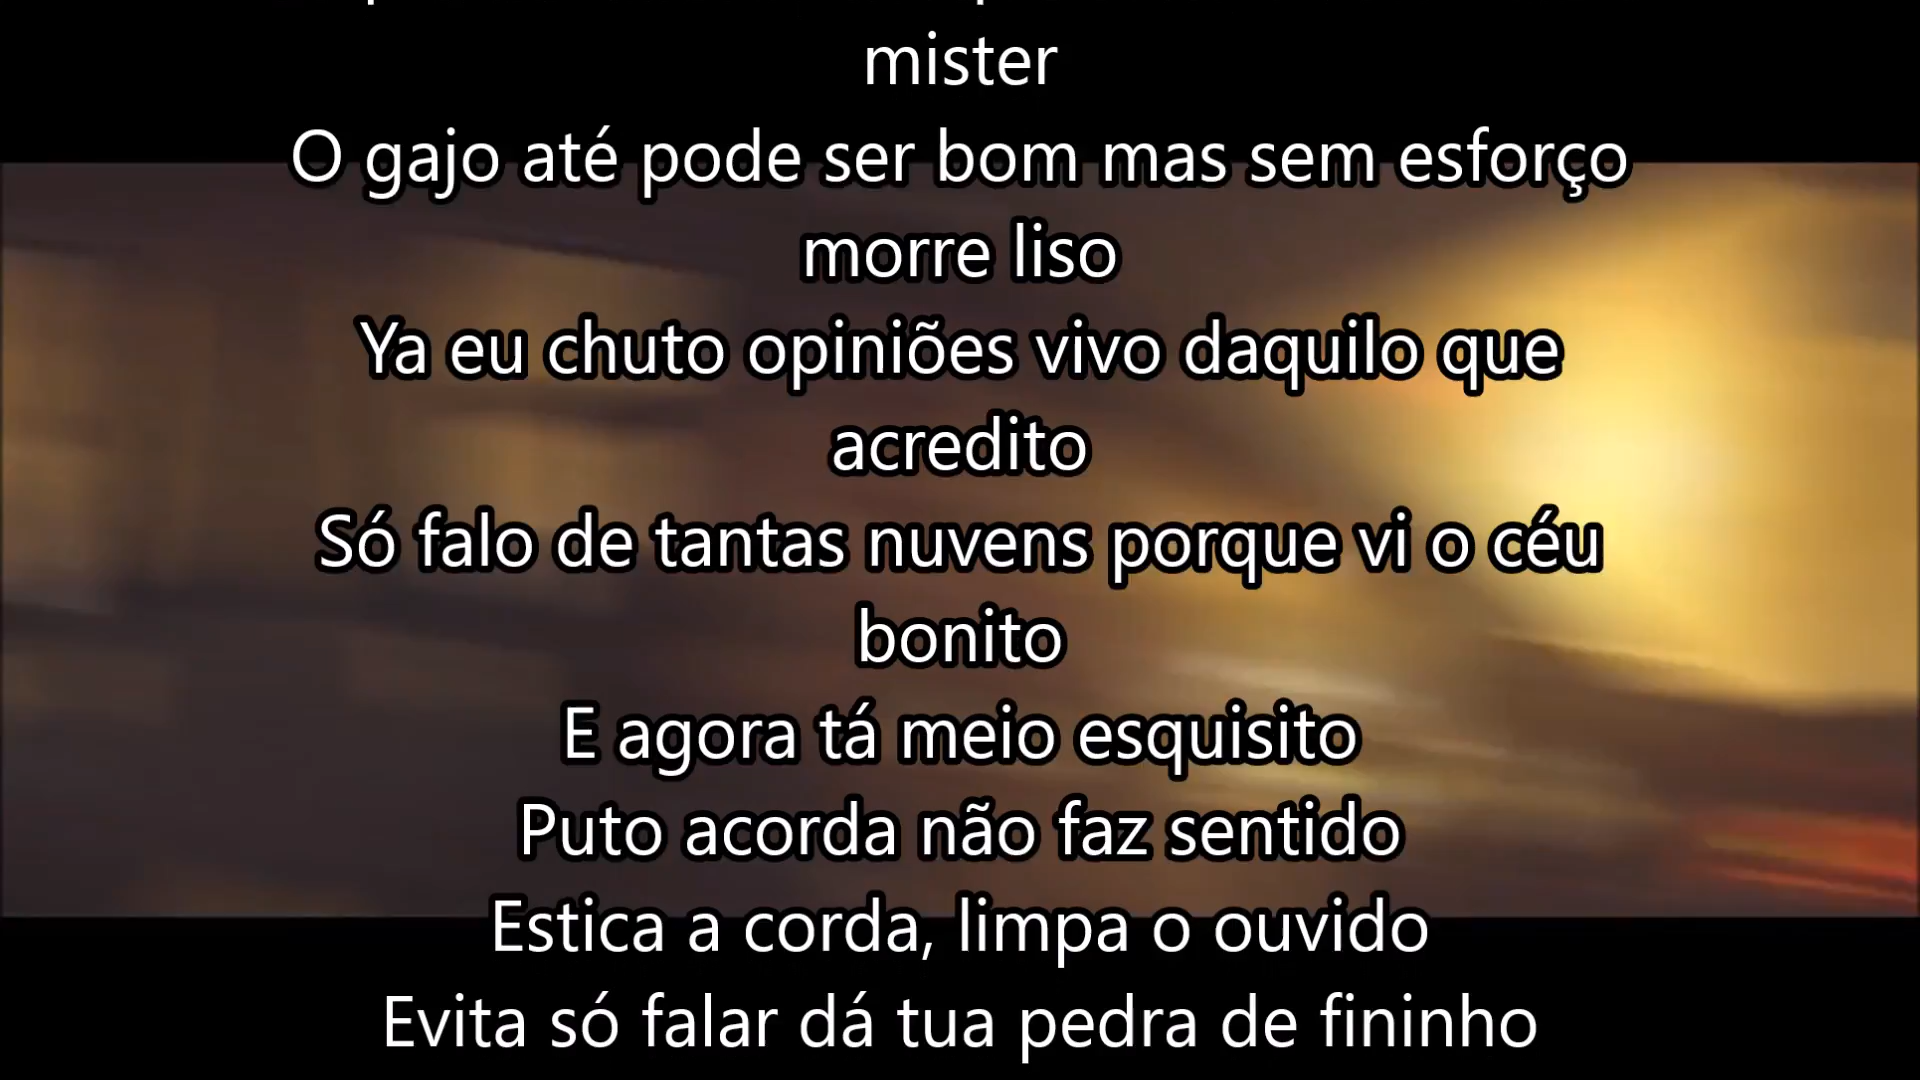 mister
O gajo até pode ser bom mas sem esforço
morre liso
Ya eu chuto opiniões vivo daquilo que
acredito
Só falo de tantas nuvens porque vi o céu
bonito
E agora tá meio esquisito
Puto acorda não faz sentido
Estica a corda, limpa o ouvido
Evita só falar dá tua pedra de fininho